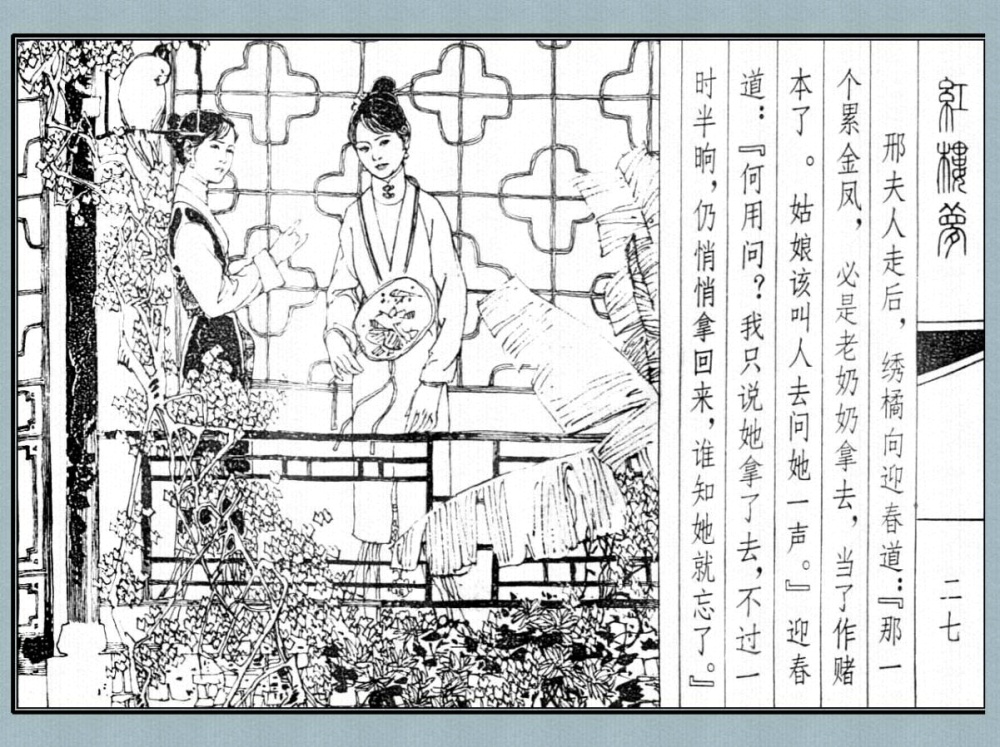 紅樓夢
二七
邢夫人走后，绣橘向迎春道：『那一
个累金凤，必是老奶奶拿去，当了作赌
本了。姑娘该叫人去问她一声。』迎春
道：『何用问？我只说她拿了去，不过一
时半晌，仍悄悄拿回来，谁知她就忘了。』